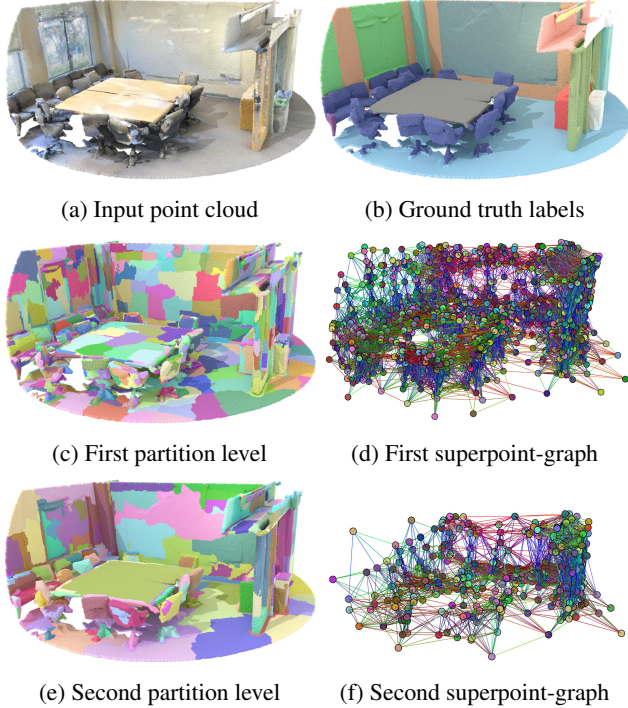 (a) Input point cloud
(b) Ground truth labels
(c) First partition level
(d) First superpoint-graph
(e) Second partition level
(f) Second superpoint-graph